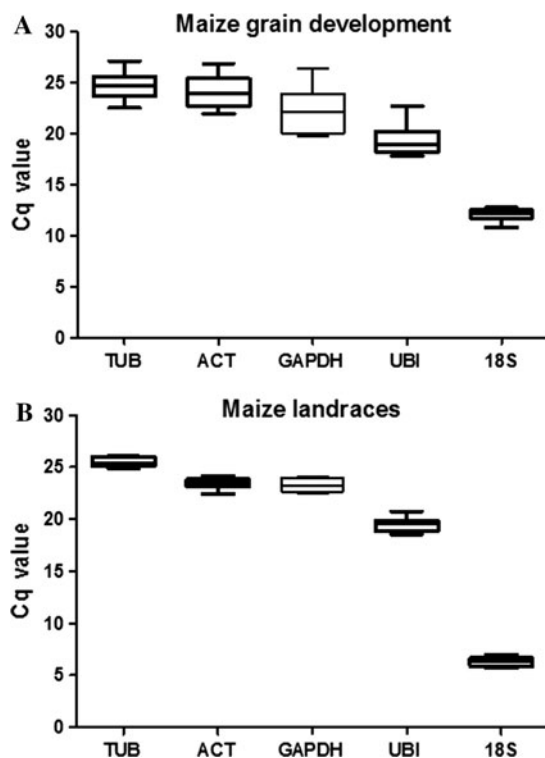 A Maize grain development
30
25
20
15
10
5
0
Cq value
TUB ACT GAPDH UBI 18S
B Maize landraces
30
25
20
15
10
5
0
Cq value
TUB ACT GAPDH UBI 18S